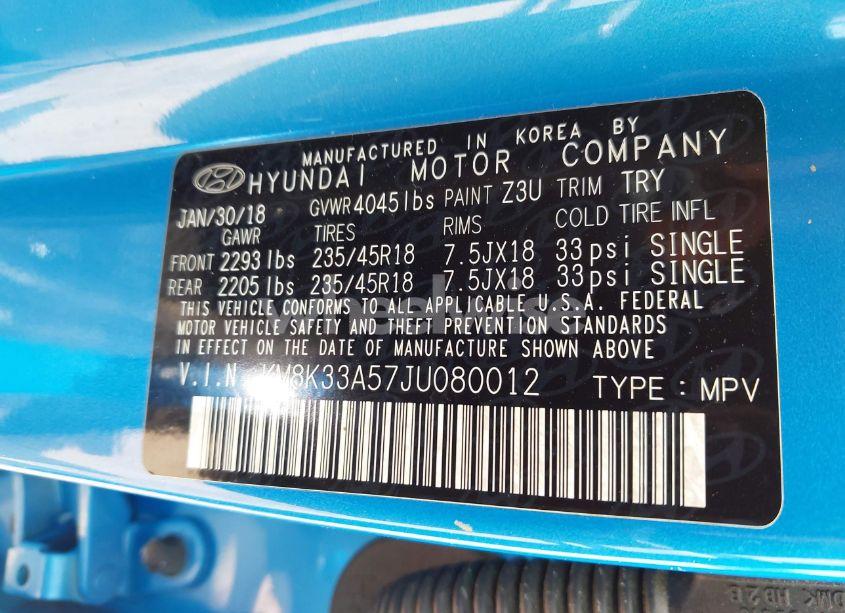 MANUFACTURED IN KOREA BY
HYUNDAI MOTOR COMPANY
JAN/30/18 GVWR 4045lbs PAINT Z3U TRIM TRY
GAWR TIRES RIMS COLD TIRE INFL
FRONT 2293 lbs 235/45R18 7.5JX18 33psi SINGLE
REAR 2205 lbs 235/45R18 7.5JX18 33psi SINGLE
THIS VEHICLE CONFORMS TO ALL APPLICABLE U.S.A. FEDERAL
MOTOR VEHICLE SAFETY AND THEFT PREVENTION STANDARDS
IN EFFECT ON THE DATE OF MANUFACTURE SHOWN ABOVE
V.I.N. KM8K33A57JU080012 TYPE : MPV
DMK HB2E